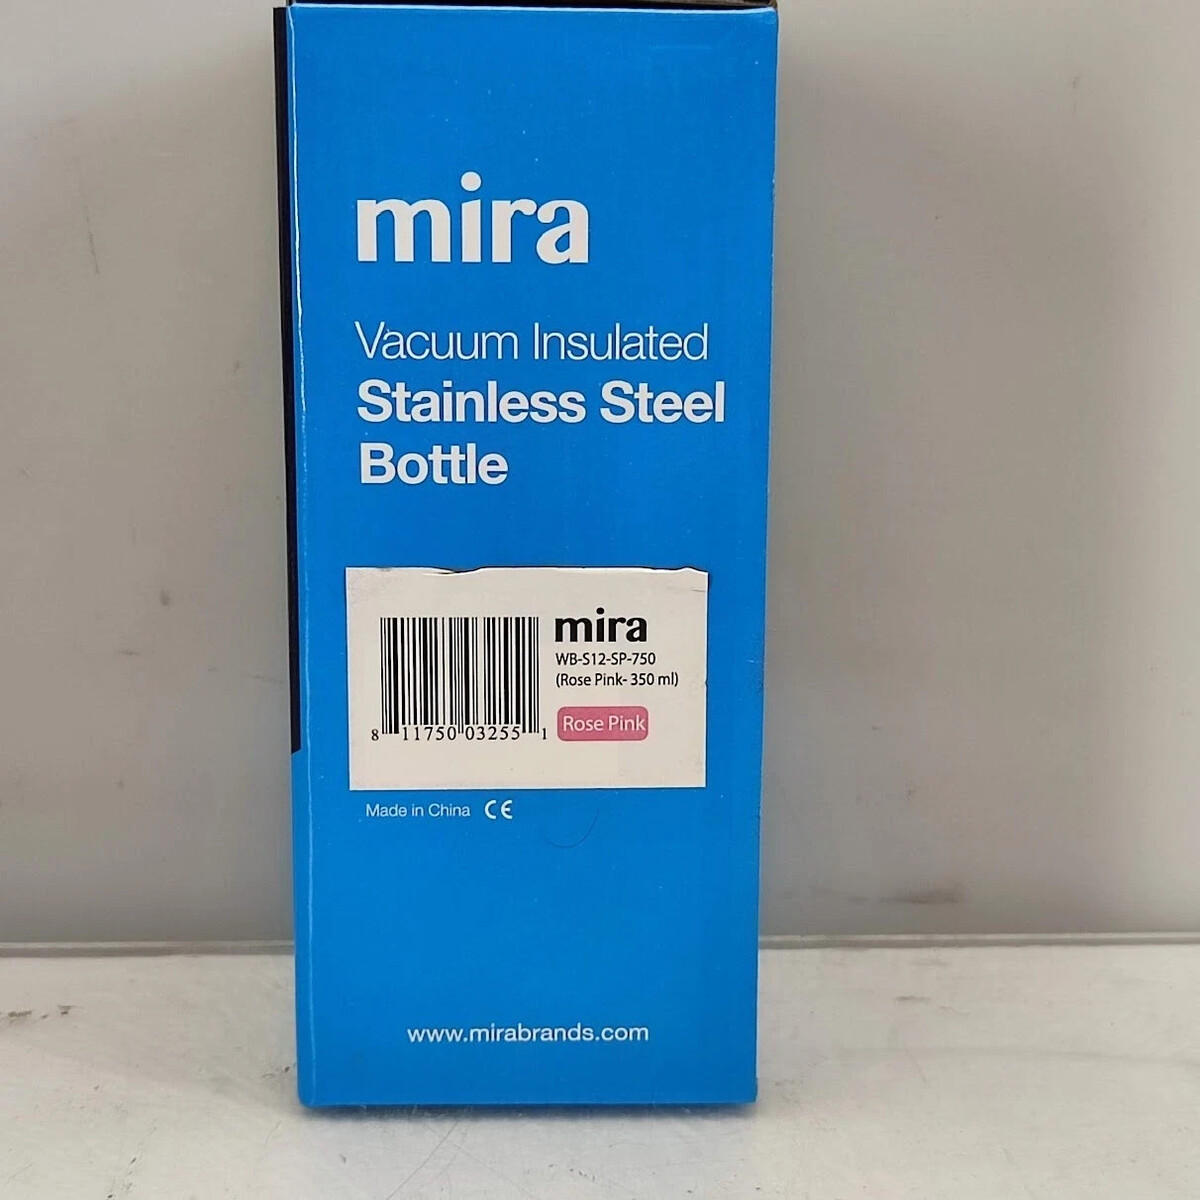 mira
Vacuum Insulated
Stainless Steel
Bottle
mira
WB-S12-SP-750
(Rose Pink- 350 ml)
Rose Pink
8 11750 03255 1
Made in China CE
www.mirabrands.com